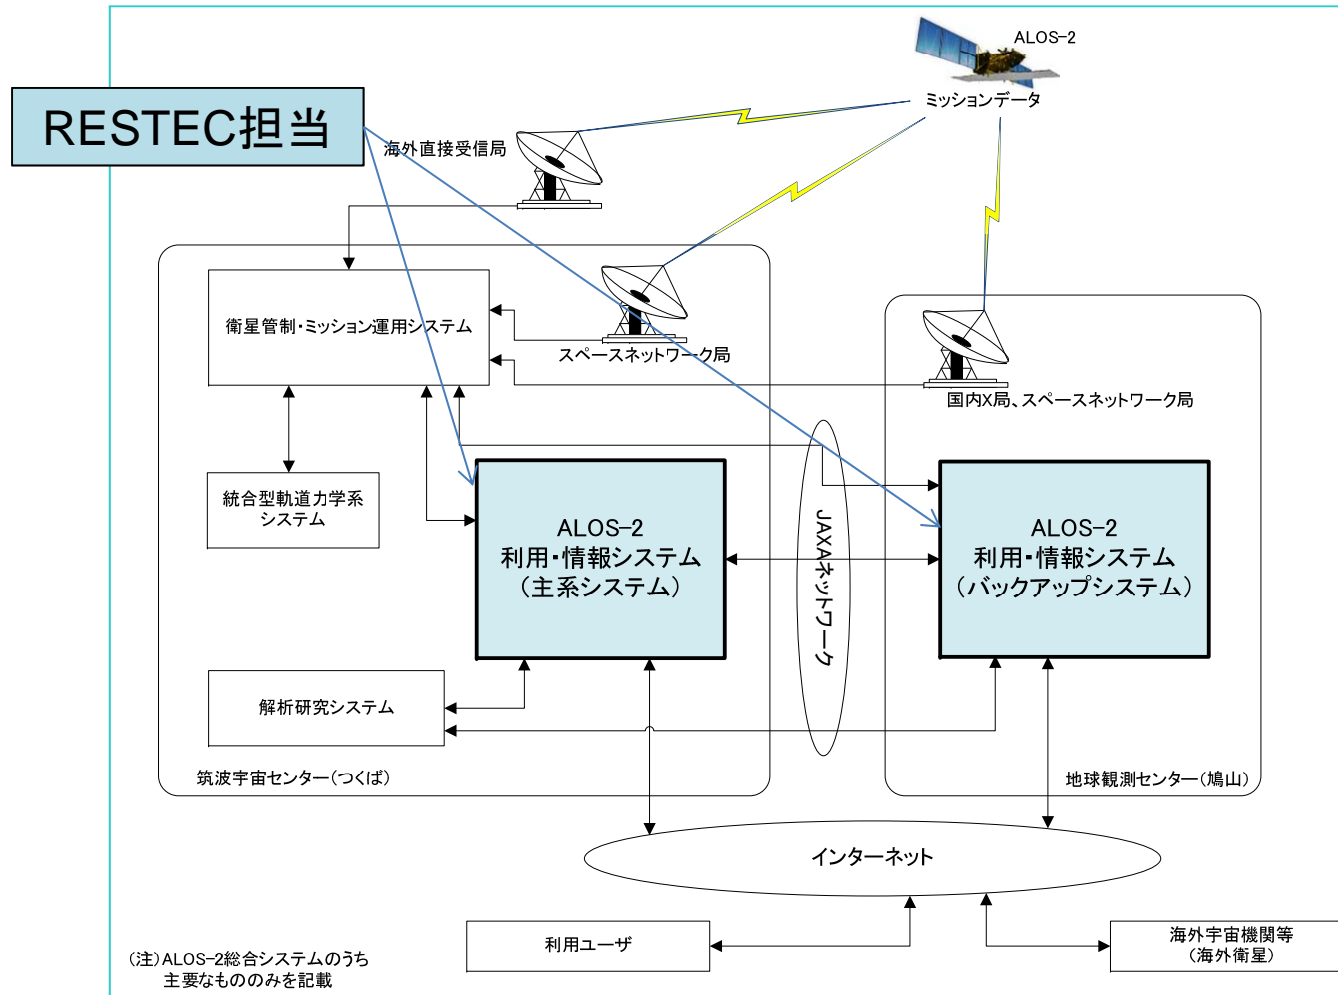 ALOS-2
ミッションデータ
RESTEC担当
海外直接受信局
衛星管制・ミッション運用システム
スペースネットワーク局
国内X局、スペースネットワーク局
統合型軌道力学系
システム
ALOS-2
利用・情報システム
(主系システム)
JAXAネットワーク
ALOS-2
利用・情報システム
(バックアップシステム)
解析研究システム
筑波宇宙センター(つくば)
地球観測センター(鳩山)
インターネット
利用ユーザ
海外宇宙機関等
(海外衛星)
(注)ALOS-2総合システムのうち
主要なもののみを記載